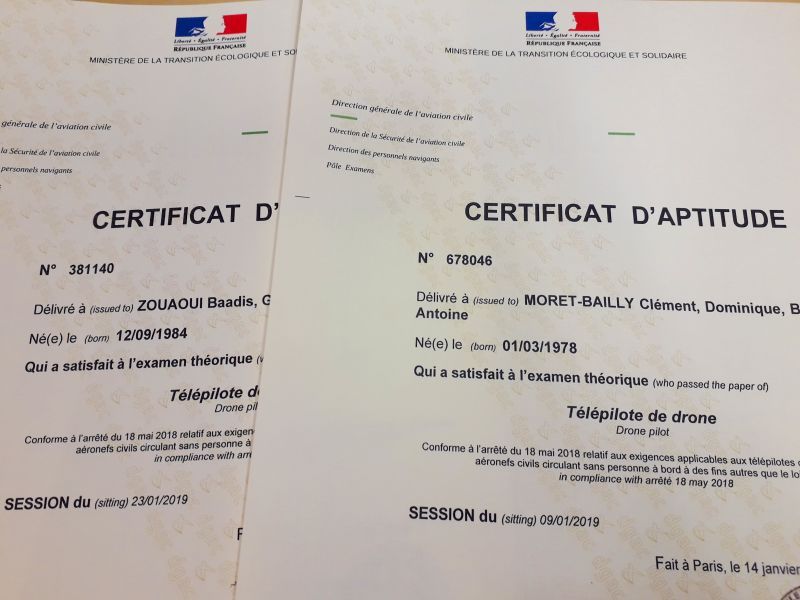 Liberté • Égalité • Fraternité
RÉPUBLIQUE FRANÇAISE
MINISTÈRE DE LA TRANSITION ÉCOLOGIQUE ET SO
générale de l'aviation civile
la Sécurité de l'aviation civile
personnels navigants
CERTIFICAT D'
N° 381140
Délivré à (issued to) ZOUAOUI Baadis, G
Né(e) le (born) 12/09/1984
Qui a satisfait à l'examen théorique (w
Télépilote d
Drone pil
Conforme à l'arrêté du 18 mai 2018 relatif aux exigen
aéronefs civils circulant sans personne à
in compliance with arr
SESSION du (sitting) 23/01/2019
F
Liberté • Égalité • Fraternité
RÉPUBLIQUE FRANÇAISE
MINISTÈRE DE LA TRANSITION ÉCOLOGIQUE ET SOLIDAIRE
Direction générale de l'aviation civile
Direction de la Sécurité de l'aviation civile
Direction des personnels navigants
Pôle Examens
CERTIFICAT D'APTITUDE
N° 678046
Délivré à (issued to) MORET-BAILLY Clément, Dominique, B
Antoine
Né(e) le (born) 01/03/1978
Qui a satisfait à l'examen théorique (who passed the paper of)
Télépilote de drone
Drone pilot
Conforme à l'arrêté du 18 mai 2018 relatif aux exigences applicables aux télépilotes
aéronefs civils circulant sans personne à bord à des fins autres que le lo
in compliance with arrêté 18 may 2018
SESSION du (sitting) 09/01/2019
Fait à Paris, le 14 janvier